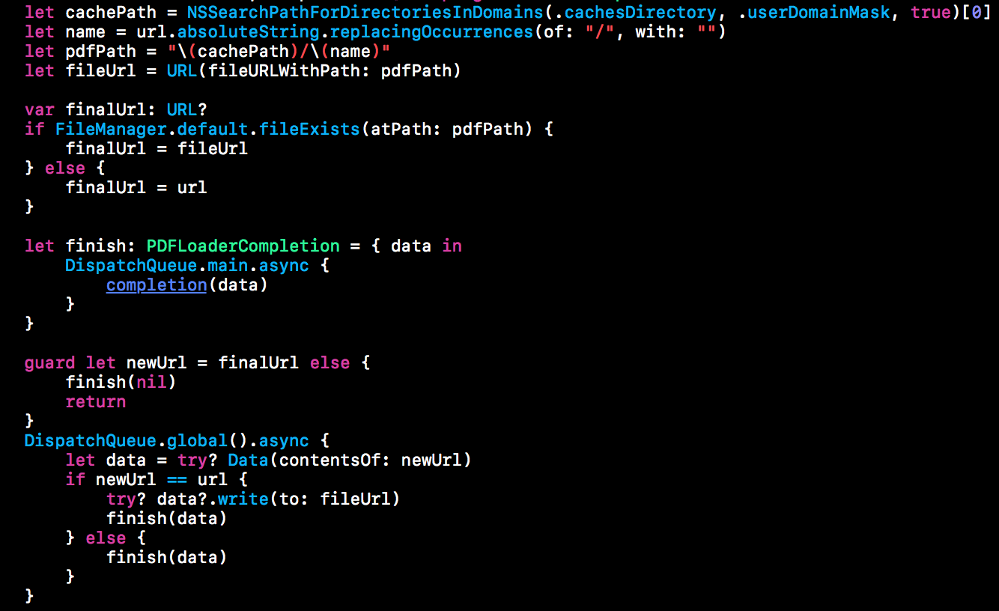 let cachePath = NSSearchPathForDirectoriesInDomains(.cachesDirectory, .userDomainMask, true)[0]
let name = url.absoluteString.replacingOccurrences(of: "/", with: "")
let pdfPath = "\(cachePath)/\(name)"
let fileUrl = URL(fileURLWithPath: pdfPath)

var finalUrl: URL?
if FileManager.default.fileExists(atPath: pdfPath) {
    finalUrl = fileUrl
} else {
    finalUrl = url
}

let finish: PDFLoaderCompletion = { data in
    DispatchQueue.main.async {
        completion(data)
    }
}

guard let newUrl = finalUrl else {
    finish(nil)
    return
}
DispatchQueue.global().async {
    let data = try? Data(contentsOf: newUrl)
    if newUrl == url {
        try? data?.write(to: fileUrl)
        finish(data)
    } else {
        finish(data)
    }
}